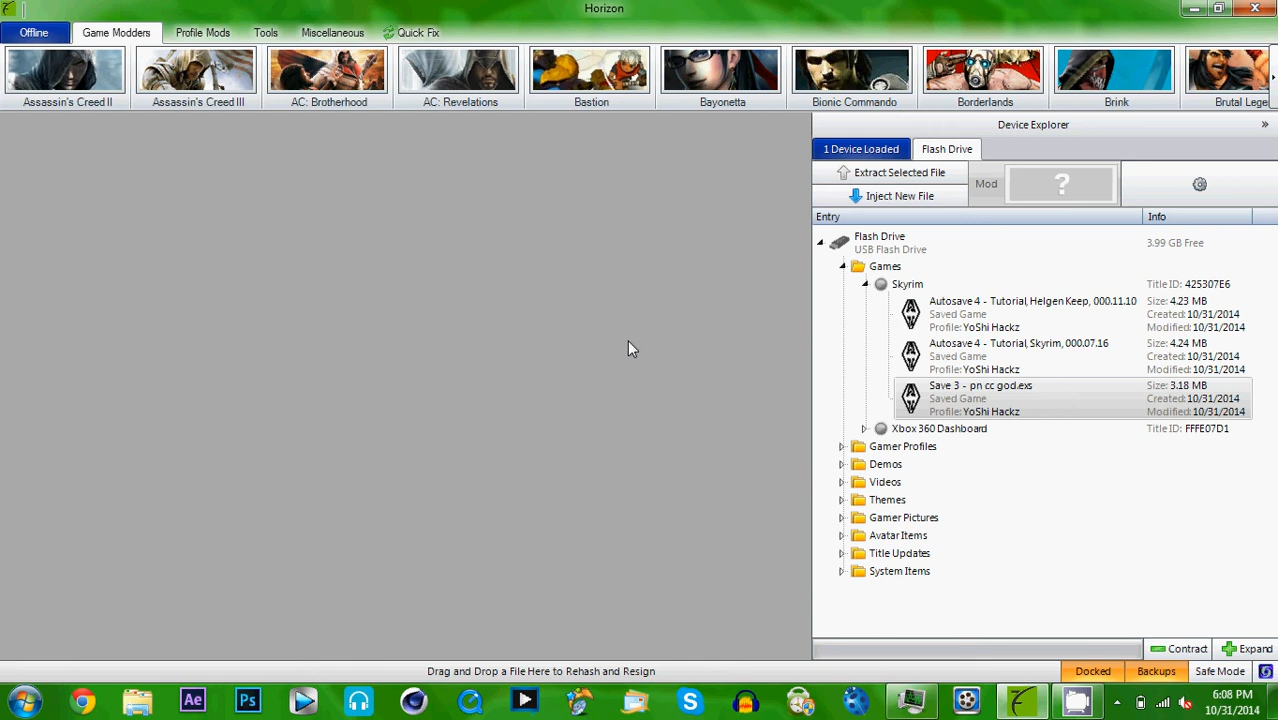 Horizon
Offline
Game Modders
Profile Mods
Tools
Miscellaneous
Quick Fix
Assassin's Creed II
Assassin's Creed III
AC: Brotherhood
AC: Revelations
Bastion
Bayonetta
Bionic Commando
Borderlands
Brink
Brutal Lege
Device Explorer
»
1 Device Loaded
Flash Drive
Extract Selected File
Inject New File
Mod
?
Entry
Info
Flash Drive
USB Flash Drive
3.99 GB Free
Games
Skyrim
Title ID: 425307E6
Autosave 4 - Tutorial, Helgen Keep, 000.11.10
Size: 4.23 MB
Saved Game
Created: 10/31/2014
Profile: YoShi Hackz
Modified: 10/31/2014
Autosave 4 - Tutorial, Skyrim, 000.07.16
Size: 4.24 MB
Saved Game
Created: 10/31/2014
Profile: YoShi Hackz
Modified: 10/31/2014
Save 3 - pn cc god.exs
Size: 3.18 MB
Saved Game
Created: 10/31/2014
Profile: YoShi Hackz
Modified: 10/31/2014
Xbox 360 Dashboard
Title ID: FFFE07D1
Gamer Profiles
Demos
Videos
Themes
Gamer Pictures
Avatar Items
Title Updates
System Items
Contract
Expand
Drag and Drop a File Here to Rehash and Resign
Docked
Backups
Safe Mode
Ae
Ps
6:08 PM
10/31/2014